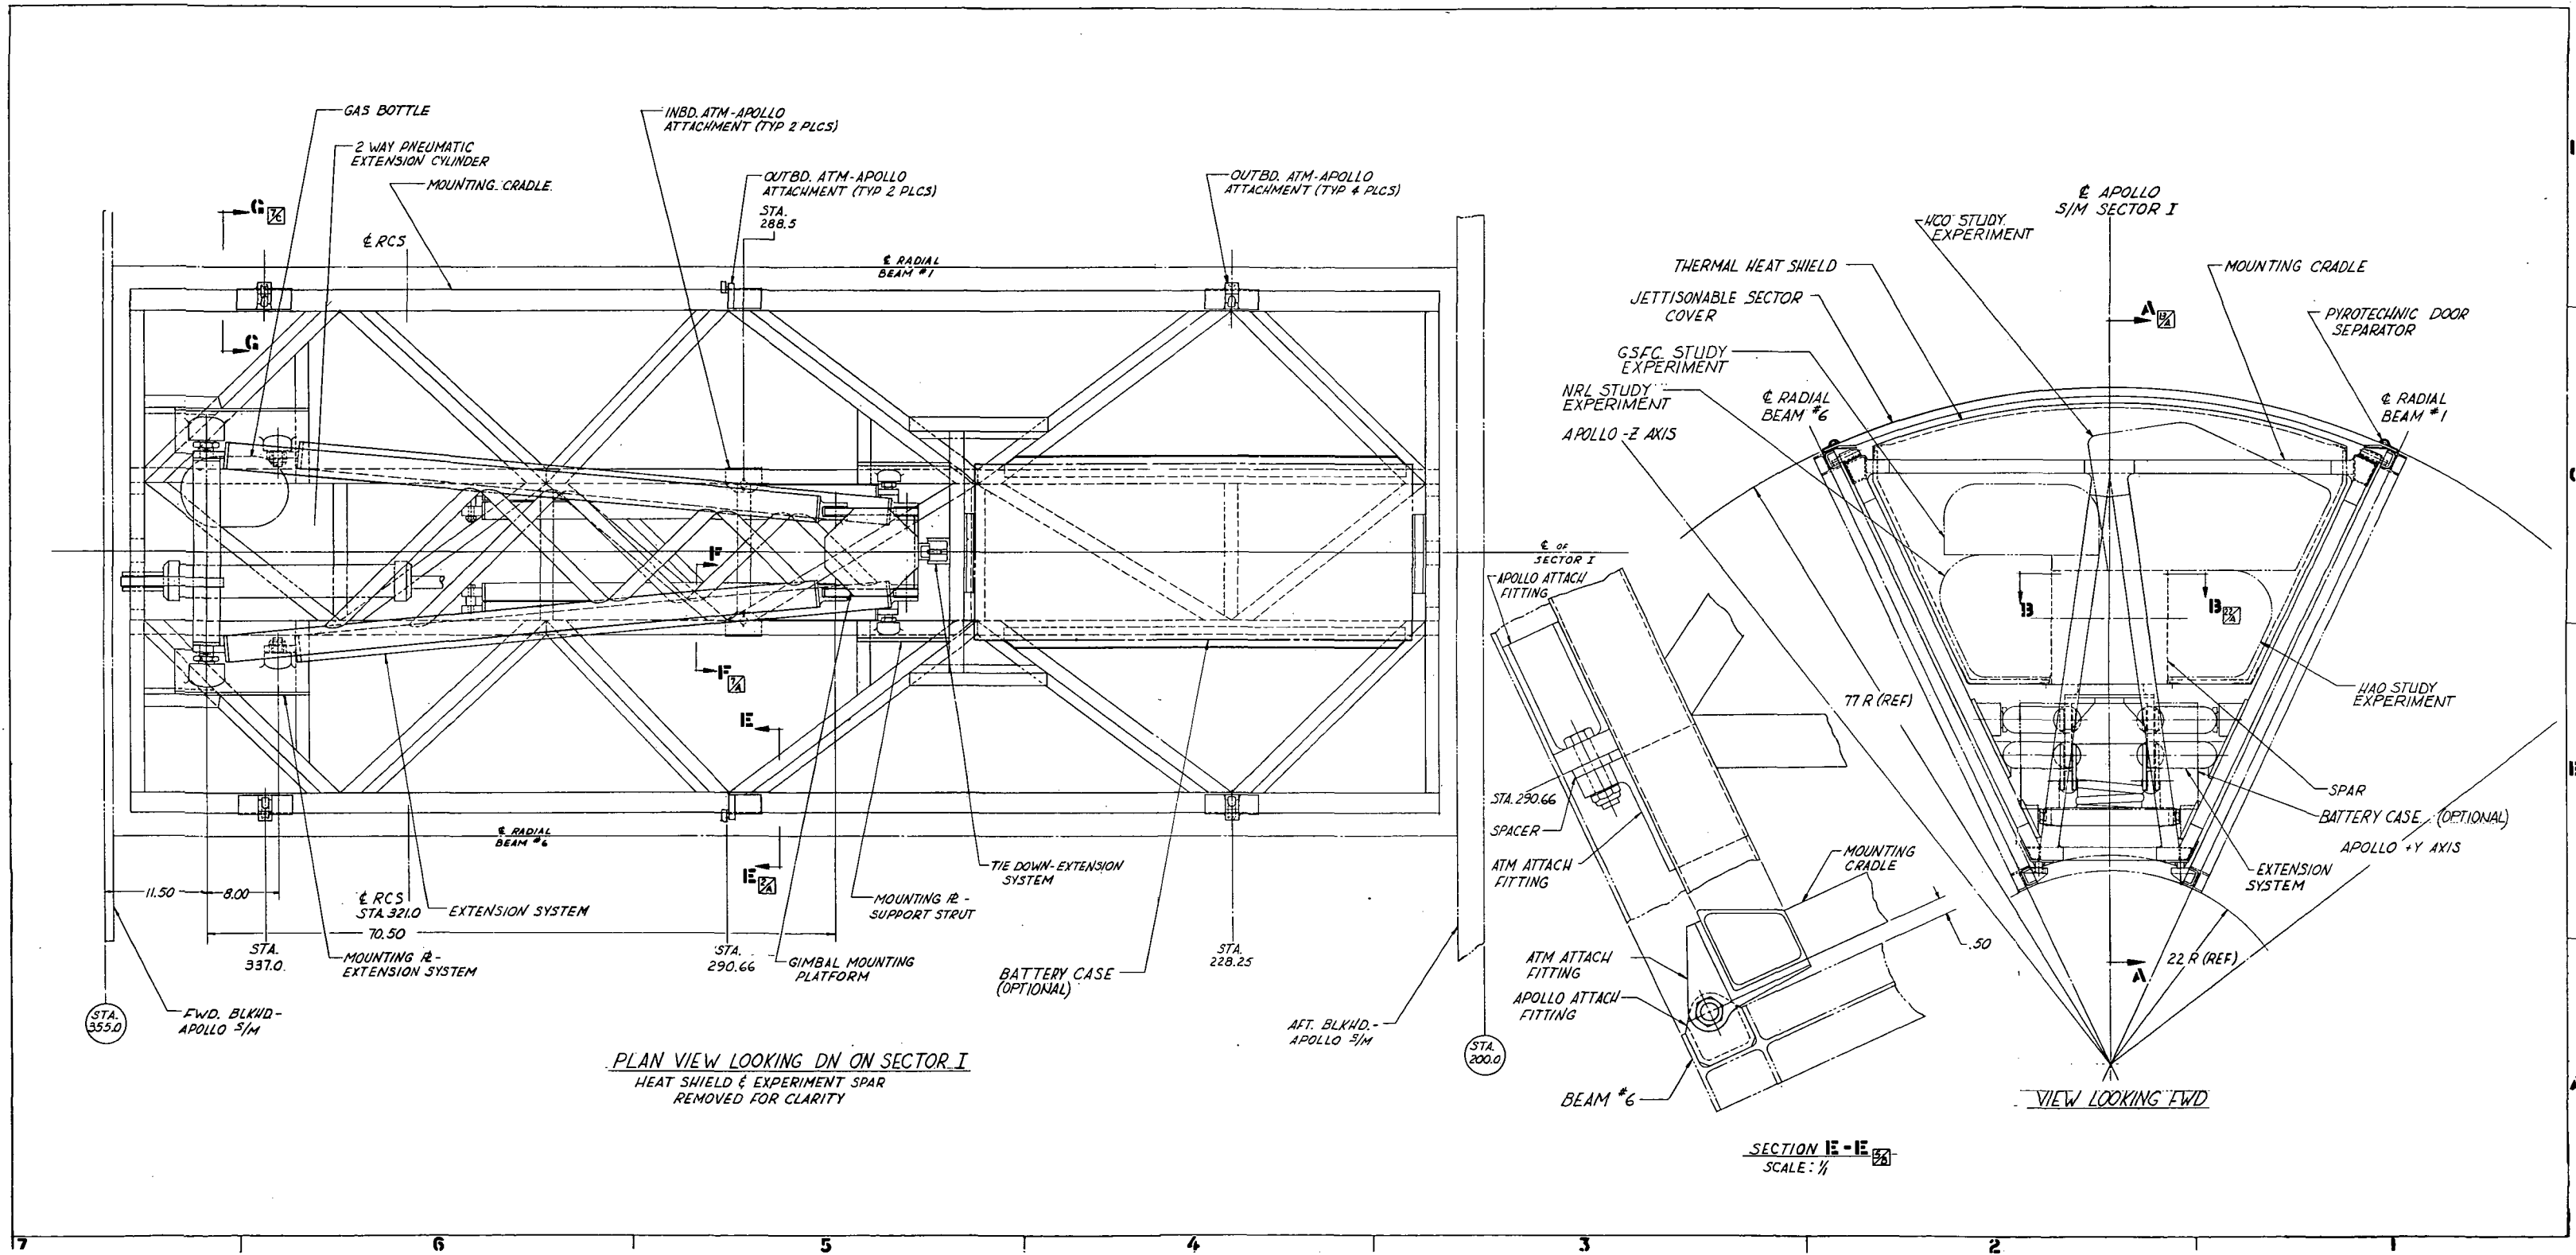 GAS BOTTLE
2 WAY PNEUMATIC
EXTENSION CYLINDER
MOUNTING CRADLE
INBD. ATM-APOLLO
ATTACHMENT (TYP 2 PLCS)
OUTBD. ATM-APOLLO
ATTACHMENT (TYP 2 PLCS)
STA.
288.5
OUTBD. ATM-APOLLO
ATTACHMENT (TYP 4 PLCS)
G
℄ RCS
℄ RADIAL
BEAM #1
G
F
F
E
℄ RADIAL
BEAM #6
E
11.50
8.00
℄ RCS
STA. 321.0
EXTENSION SYSTEM
70.50
STA.
337.0
MOUNTING ℄ -
EXTENSION SYSTEM
STA.
290.66
GIMBAL MOUNTING
PLATFORM
MOUNTING ℄ -
SUPPORT STRUT
TIE DOWN-EXTENSION
SYSTEM
BATTERY CASE
(OPTIONAL)
STA.
228.25
STA.
355.0
FWD. BLKHD-
APOLLO S/M
AFT. BLKHD.-
APOLLO S/M
STA.
200.0
PLAN VIEW LOOKING DN ON SECTOR I
HEAT SHIELD & EXPERIMENT SPAR
REMOVED FOR CLARITY
℄ OF
SECTOR I
APOLLO ATTACH
FITTING
STA. 290.66
SPACER
ATM ATTACH
FITTING
MOUNTING
CRADLE
.50
ATM ATTACH
FITTING
APOLLO ATTACH
FITTING
BEAM #6
SECTION E-E
SCALE: 1/1
℄ APOLLO
S/M SECTOR I
HCO STUDY
EXPERIMENT
THERMAL HEAT SHIELD
MOUNTING CRADLE
JETTISONABLE SECTOR
COVER
A
PYROTECHNIC DOOR
SEPARATOR
GSFC STUDY
EXPERIMENT
NRL STUDY
EXPERIMENT
℄ RADIAL
BEAM #6
℄ RADIAL
BEAM #1
APOLLO -Z AXIS
B
B
77 R (REF)
HAO STUDY
EXPERIMENT
SPAR
BATTERY CASE (OPTIONAL)
APOLLO +Y AXIS
EXTENSION
SYSTEM
A
22 R (REF)
VIEW LOOKING FWD
7 6 5 4 3 2 1